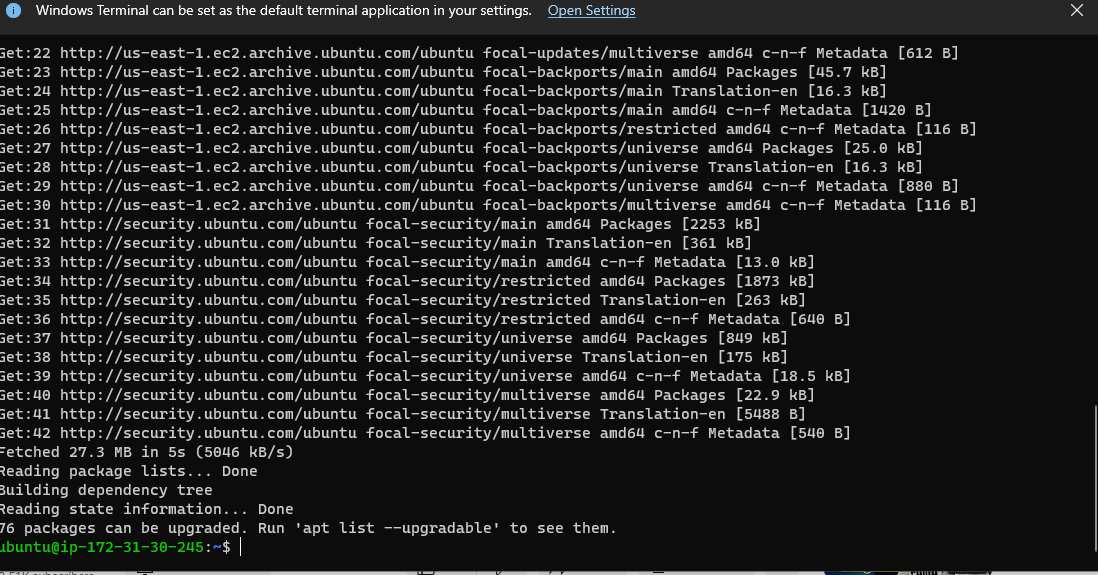 Windows Terminal can be set as the default terminal application in your settings. Open Settings
Get:22 http://us-east-1.ec2.archive.ubuntu.com/ubuntu focal-updates/multiverse amd64 c-n-f Metadata [612 B]
Get:23 http://us-east-1.ec2.archive.ubuntu.com/ubuntu focal-backports/main amd64 Packages [45.7 kB]
Get:24 http://us-east-1.ec2.archive.ubuntu.com/ubuntu focal-backports/main Translation-en [16.3 kB]
Get:25 http://us-east-1.ec2.archive.ubuntu.com/ubuntu focal-backports/main amd64 c-n-f Metadata [1420 B]
Get:26 http://us-east-1.ec2.archive.ubuntu.com/ubuntu focal-backports/restricted amd64 c-n-f Metadata [116 B]
Get:27 http://us-east-1.ec2.archive.ubuntu.com/ubuntu focal-backports/universe amd64 Packages [25.0 kB]
Get:28 http://us-east-1.ec2.archive.ubuntu.com/ubuntu focal-backports/universe Translation-en [16.3 kB]
Get:29 http://us-east-1.ec2.archive.ubuntu.com/ubuntu focal-backports/universe amd64 c-n-f Metadata [880 B]
Get:30 http://us-east-1.ec2.archive.ubuntu.com/ubuntu focal-backports/multiverse amd64 c-n-f Metadata [116 B]
Get:31 http://security.ubuntu.com/ubuntu focal-security/main amd64 Packages [2253 kB]
Get:32 http://security.ubuntu.com/ubuntu focal-security/main Translation-en [361 kB]
Get:33 http://security.ubuntu.com/ubuntu focal-security/main amd64 c-n-f Metadata [13.0 kB]
Get:34 http://security.ubuntu.com/ubuntu focal-security/restricted amd64 Packages [1873 kB]
Get:35 http://security.ubuntu.com/ubuntu focal-security/restricted Translation-en [263 kB]
Get:36 http://security.ubuntu.com/ubuntu focal-security/restricted amd64 c-n-f Metadata [640 B]
Get:37 http://security.ubuntu.com/ubuntu focal-security/universe amd64 Packages [849 kB]
Get:38 http://security.ubuntu.com/ubuntu focal-security/universe Translation-en [175 kB]
Get:39 http://security.ubuntu.com/ubuntu focal-security/universe amd64 c-n-f Metadata [18.5 kB]
Get:40 http://security.ubuntu.com/ubuntu focal-security/multiverse amd64 Packages [22.9 kB]
Get:41 http://security.ubuntu.com/ubuntu focal-security/multiverse Translation-en [5488 B]
Get:42 http://security.ubuntu.com/ubuntu focal-security/multiverse amd64 c-n-f Metadata [540 B]
Fetched 27.3 MB in 5s (5046 kB/s)
Reading package lists... Done
Building dependency tree
Reading state information... Done
76 packages can be upgraded. Run 'apt list --upgradable' to see them.
ubuntu@ip-172-31-30-245:~$